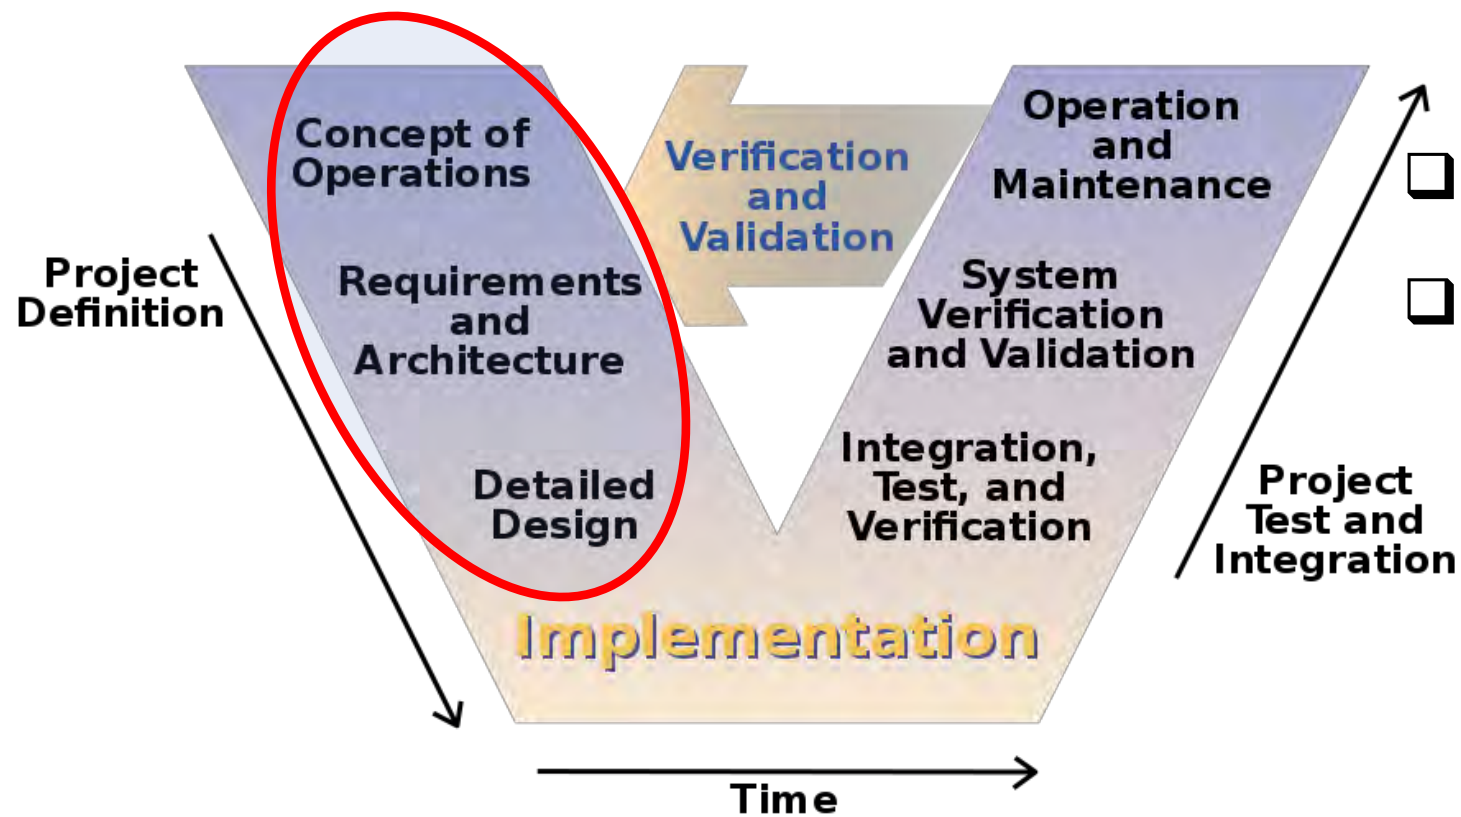 Concept of
Operations
Requirements
and
Architecture
Detailed
Design
Project
Definition
Verification
and
Validation
Operation
and
Maintenance
System
Verification
and Validation
Integration,
Test, and
Verification
Project
Test and
Integration
Implementation
Time